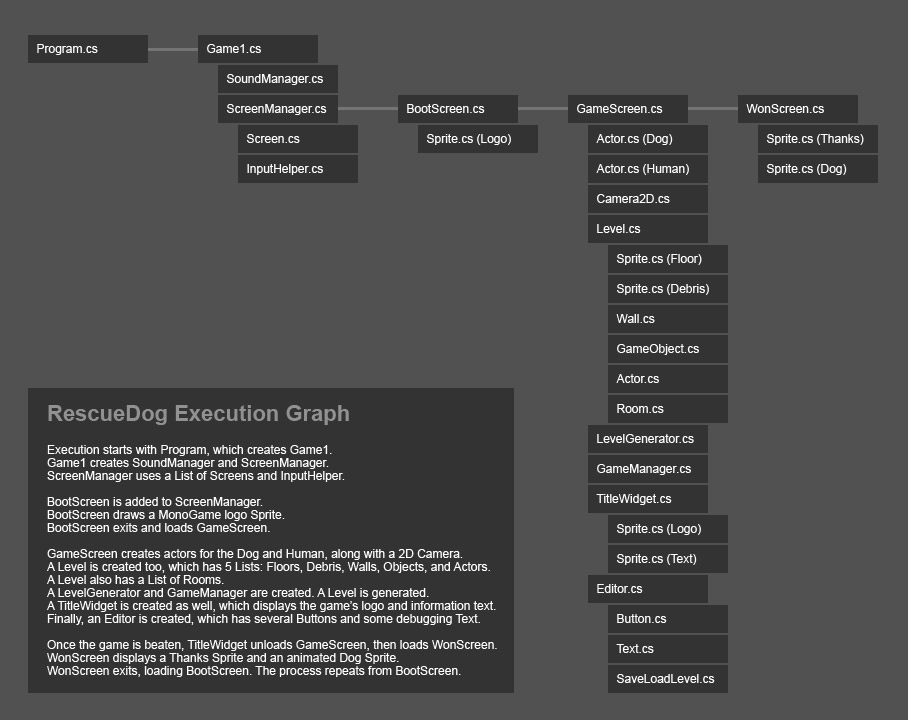 Program.cs
Game1.cs
SoundManager.cs
ScreenManager.cs
Screen.cs
InputHelper.cs
BootScreen.cs
Sprite.cs (Logo)
GameScreen.cs
Actor.cs (Dog)
Actor.cs (Human)
Camera2D.cs
Level.cs
Sprite.cs (Floor)
Sprite.cs (Debris)
Wall.cs
GameObject.cs
Actor.cs
Room.cs
LevelGenerator.cs
GameManager.cs
TitleWidget.cs
Sprite.cs (Logo)
Sprite.cs (Text)
Editor.cs
Button.cs
Text.cs
SaveLoadLevel.cs
WonScreen.cs
Sprite.cs (Thanks)
Sprite.cs (Dog)
RescueDog Execution Graph
Execution starts with Program, which creates Game1.
Game1 creates SoundManager and ScreenManager.
ScreenManager uses a List of Screens and InputHelper.
BootScreen is added to ScreenManager.
BootScreen draws a MonoGame logo Sprite.
BootScreen exits and loads GameScreen.
GameScreen creates actors for the Dog and Human, along with a 2D Camera.
A Level is created too, which has 5 Lists: Floors, Debris, Walls, Objects, and Actors.
A Level also has a List of Rooms.
A LevelGenerator and GameManager are created. A Level is generated.
A TitleWidget is created as well, which displays the game's logo and information text.
Finally, an Editor is created, which has several Buttons and some debugging Text.
Once the game is beaten, TitleWidget unloads GameScreen, then loads WonScreen.
WonScreen displays a Thanks Sprite and an animated Dog Sprite.
WonScreen exits, loading BootScreen. The process repeats from BootScreen.